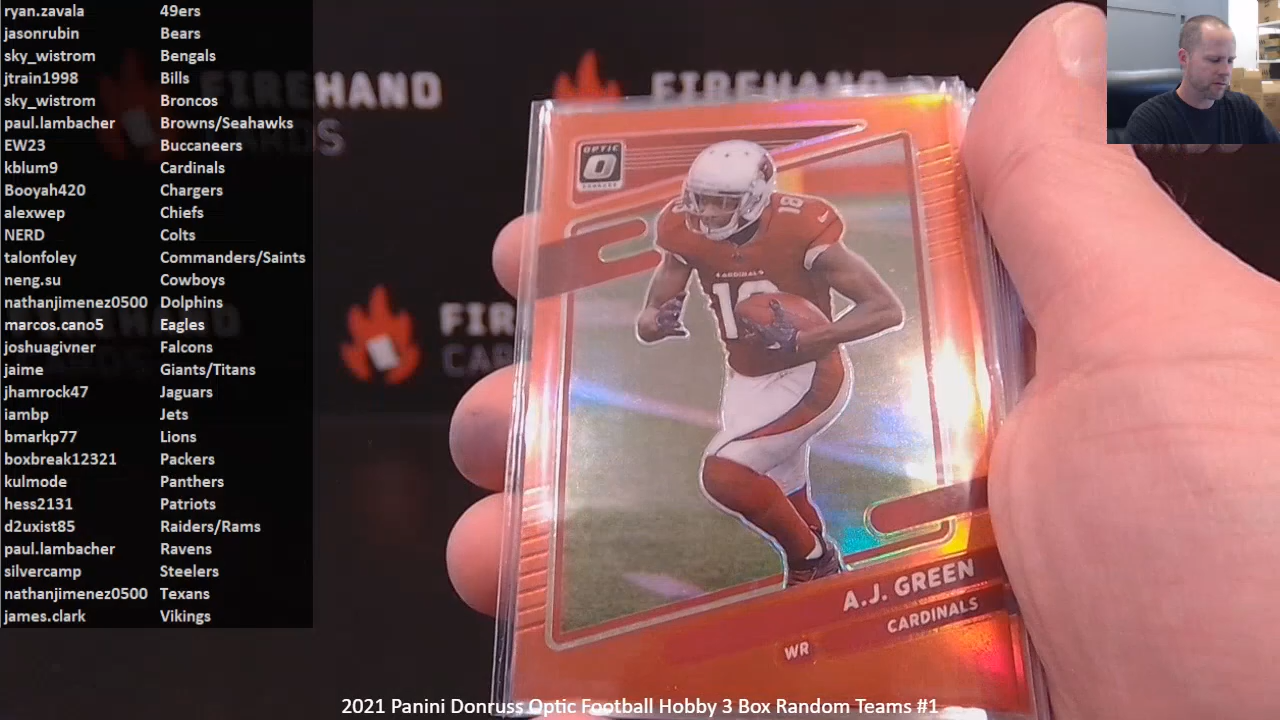 ryan.zavala 49ers
jasonrubin Bears
sky_wistrom Bengals
jtrain1998 Bills
sky_wistrom Broncos
paul.lambacher Browns/Seahawks
EW23 Buccaneers
kblum9 Cardinals
Booyah420 Chargers
alexwep Chiefs
NERD Colts
talonfoley Commanders/Saints
neng.su Cowboys
nathanjimenez0500 Dolphins
marcos.cano5 Eagles
joshuagivner Falcons
jaime Giants/Titans
jhamrock47 Jaguars
iambp Jets
bmarkp77 Lions
boxbreak12321 Packers
kulmode Panthers
hess2131 Patriots
d2uxist85 Raiders/Rams
paul.lambacher Ravens
silvercamp Steelers
nathanjimenez0500 Texans
james.clark Vikings
FIREHAND FIREHAND
CARDS
OPTIC
DONRUSS
18
CARDINALS
18
FIR
CA
A.J. GREEN
CARDINALS
WR
2021 Panini Donruss Optic Football Hobby 3 Box Random Teams #1